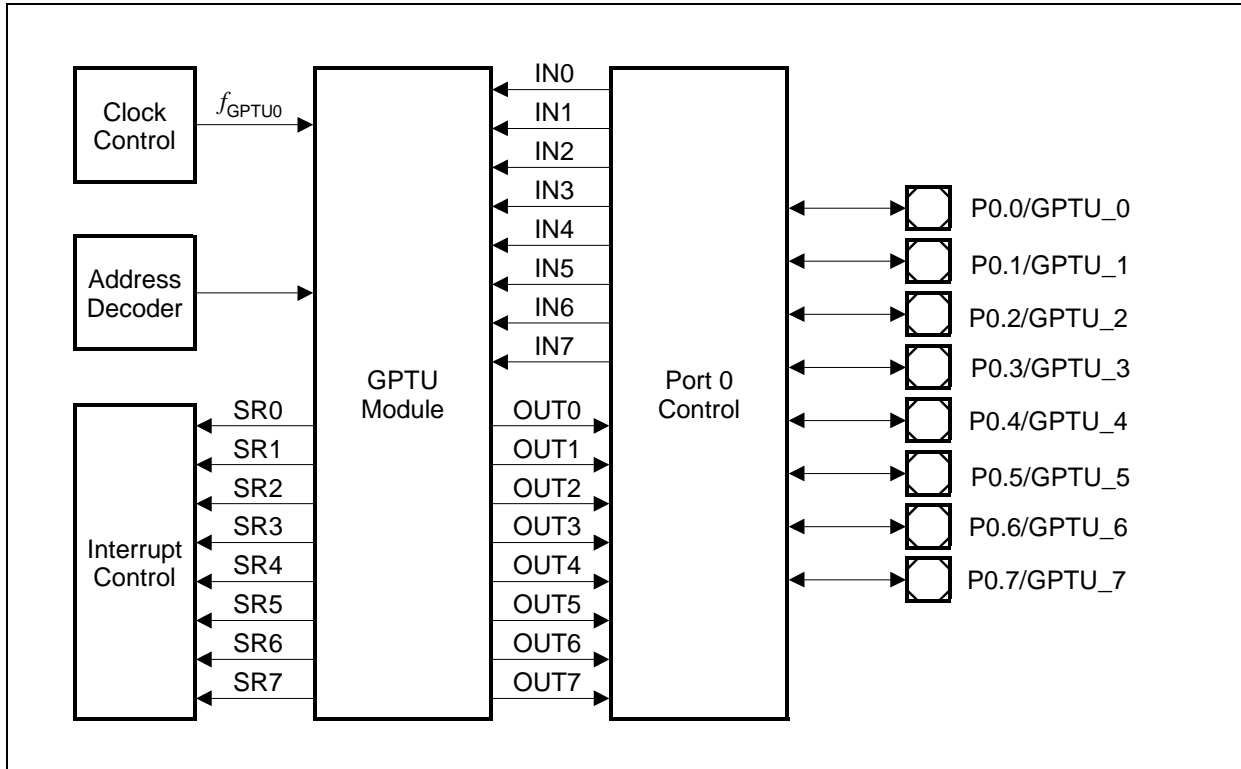 Clock
Control
fGPTU0
Address
Decoder
Interrupt
Control
SR0
SR1
SR2
SR3
SR4
SR5
SR6
SR7
GPTU
Module
IN0
IN1
IN2
IN3
IN4
IN5
IN6
IN7
OUT0
OUT1
OUT2
OUT3
OUT4
OUT5
OUT6
OUT7
Port 0
Control
P0.0/GPTU_0
P0.1/GPTU_1
P0.2/GPTU_2
P0.3/GPTU_3
P0.4/GPTU_4
P0.5/GPTU_5
P0.6/GPTU_6
P0.7/GPTU_7